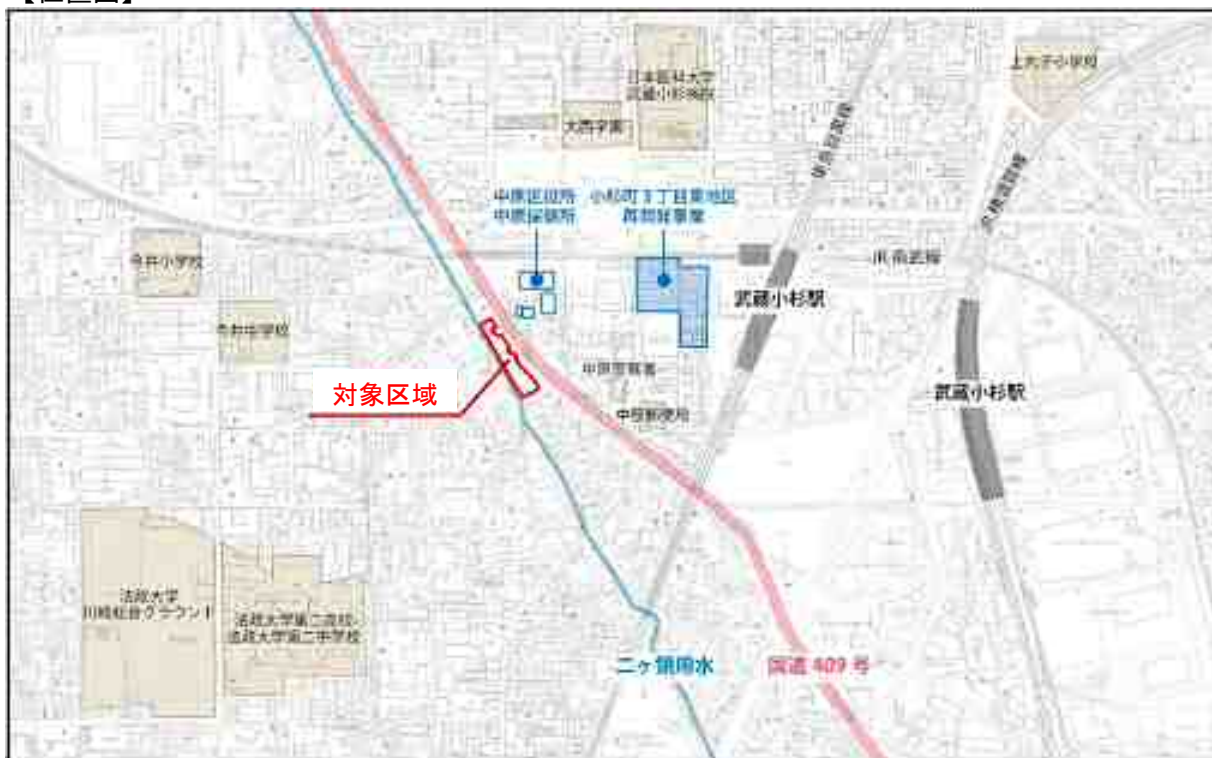 日本医科大学
武蔵小杉病院
大西学園
上丸子小学校
中原区役所
中原保健所
小杉町3丁目東地区
再開発事業
今井小学校
JR南武線
武蔵小杉駅
今井中学校
中原警察署
対象区域
中原郵便局
武蔵小杉駅
法政大学
川崎総合グラウンド
法政大学第二高校・
法政大学第二中学校
二ヶ領用水
国道409号